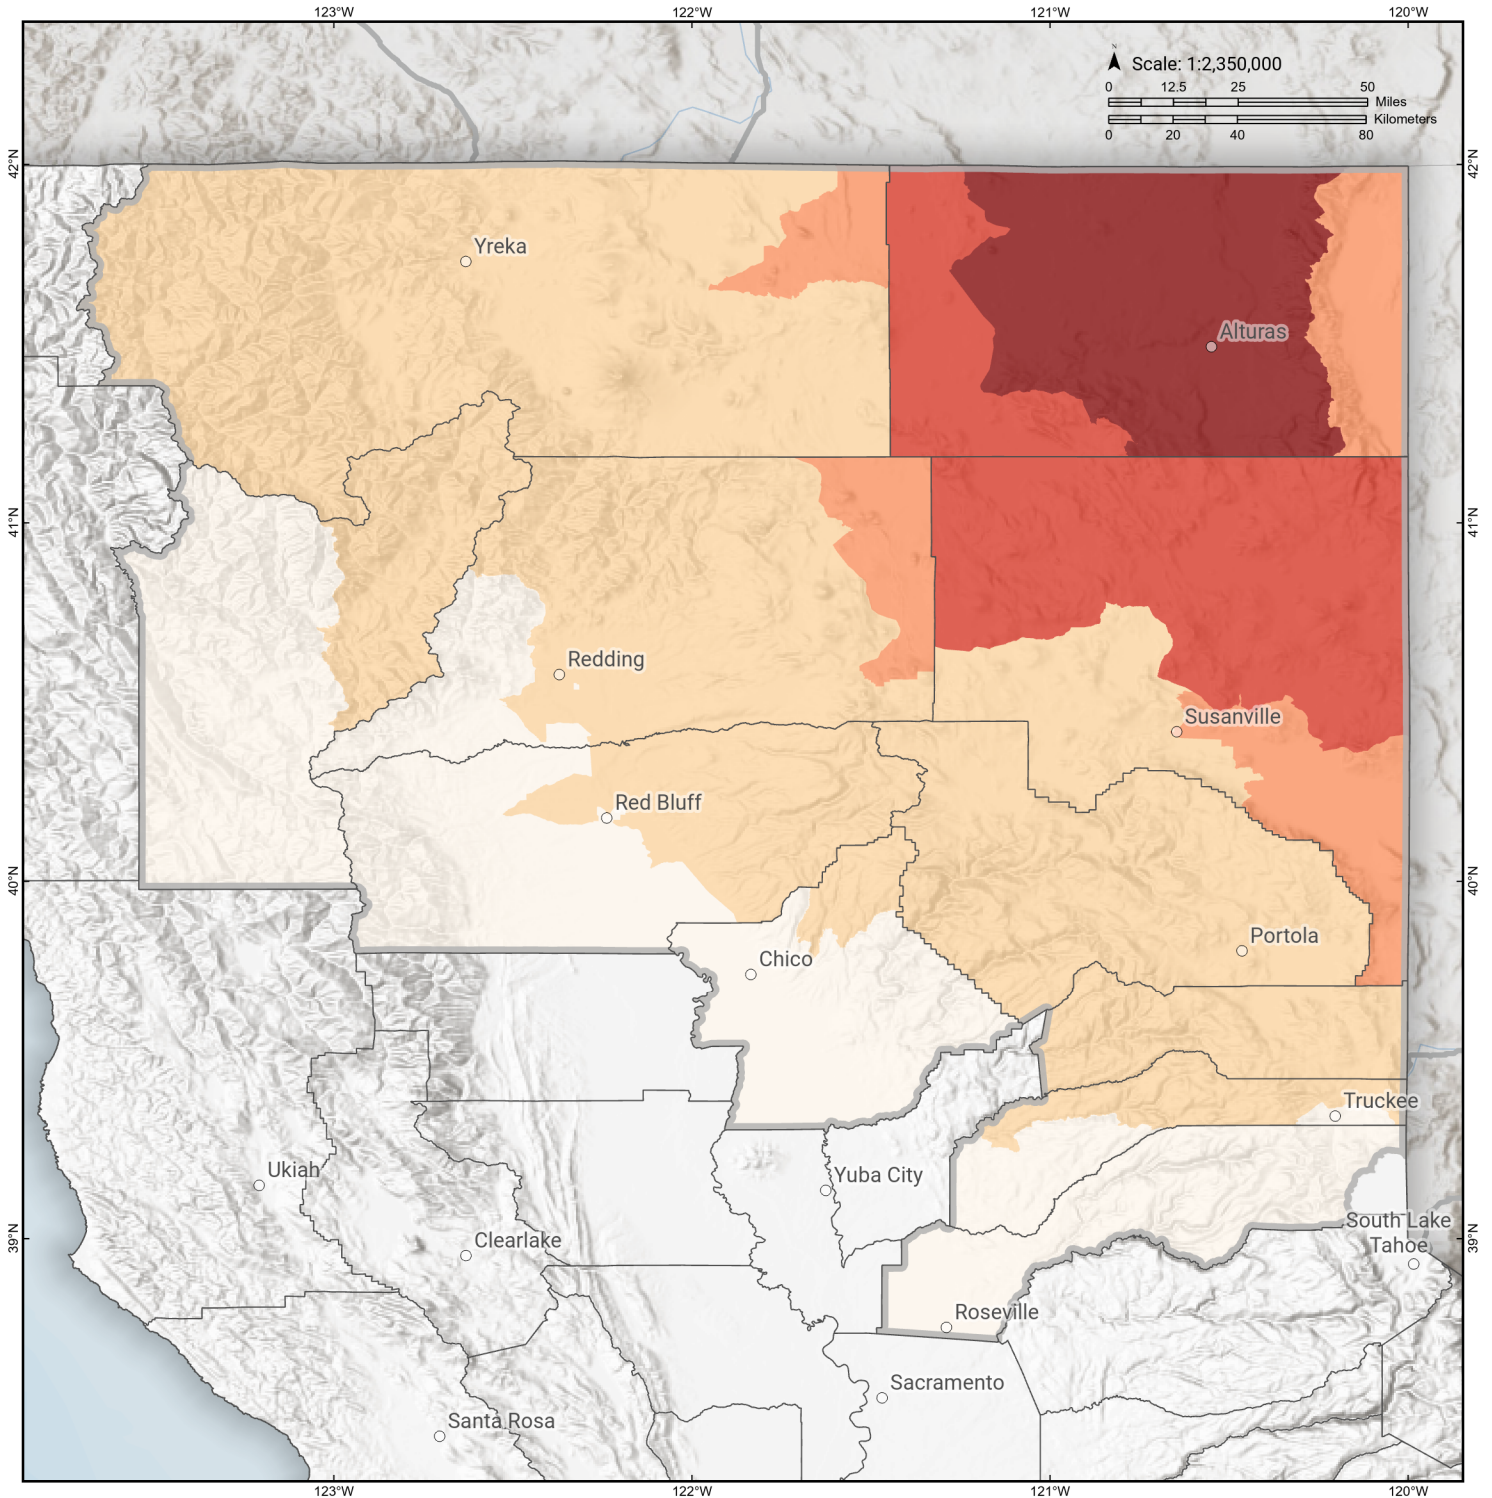 123°W
122°W
121°W
120°W
N
Scale: 1:2,350,000
0
12.5
25
50
Miles
Kilometers
0
20
40
80
42°N
42°N
Yreka
Alturas
41°N
41°N
Redding
Susanville
Red Bluff
40°N
40°N
Portola
Chico
Truckee
Ukiah
Yuba City
South Lake
Tahoe
39°N
39°N
Clearlake
Roseville
Sacramento
Santa Rosa
123°W
122°W
121°W
120°W